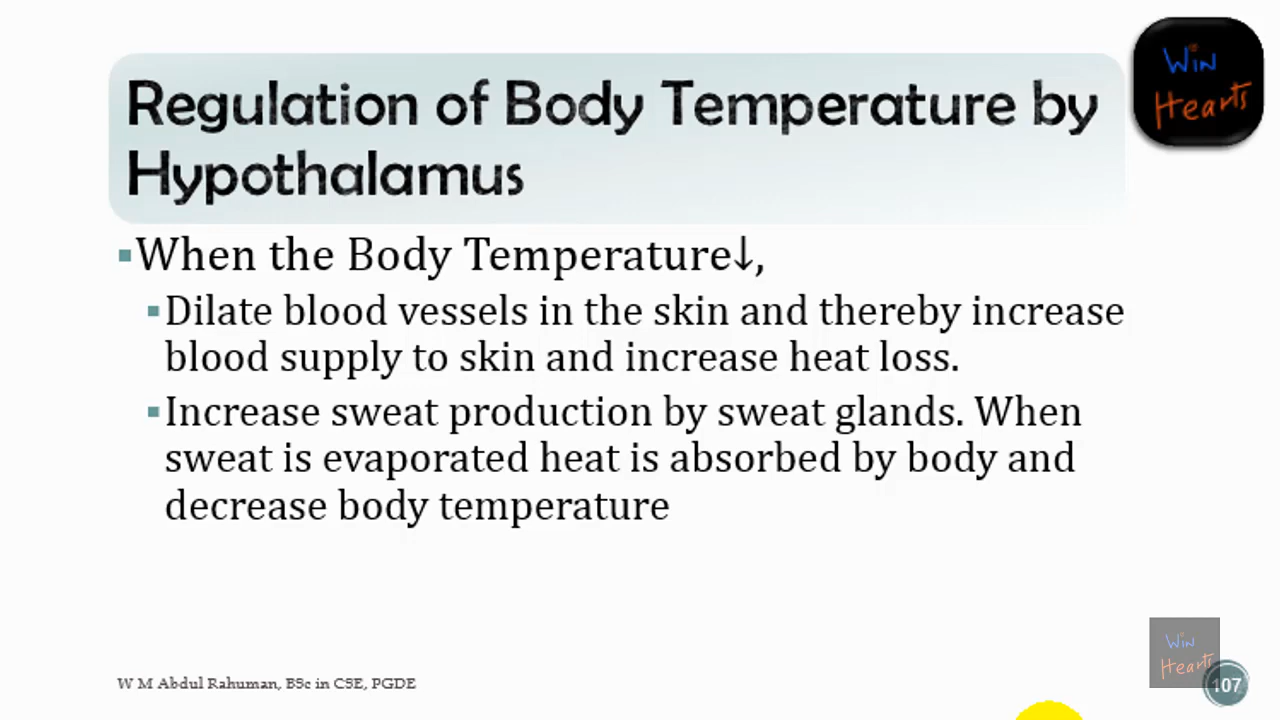 Win
Hearts
Regulation of Body Temperature by
Hypothalamus
▪When the Body Temperature↓,
▪Dilate blood vessels in the skin and thereby increase
blood supply to skin and increase heat loss.
▪Increase sweat production by sweat glands. When
sweat is evaporated heat is absorbed by body and
decrease body temperature
Win
Hearts
W M Abdul Rahuman, BSc in CSE, PGDE
107